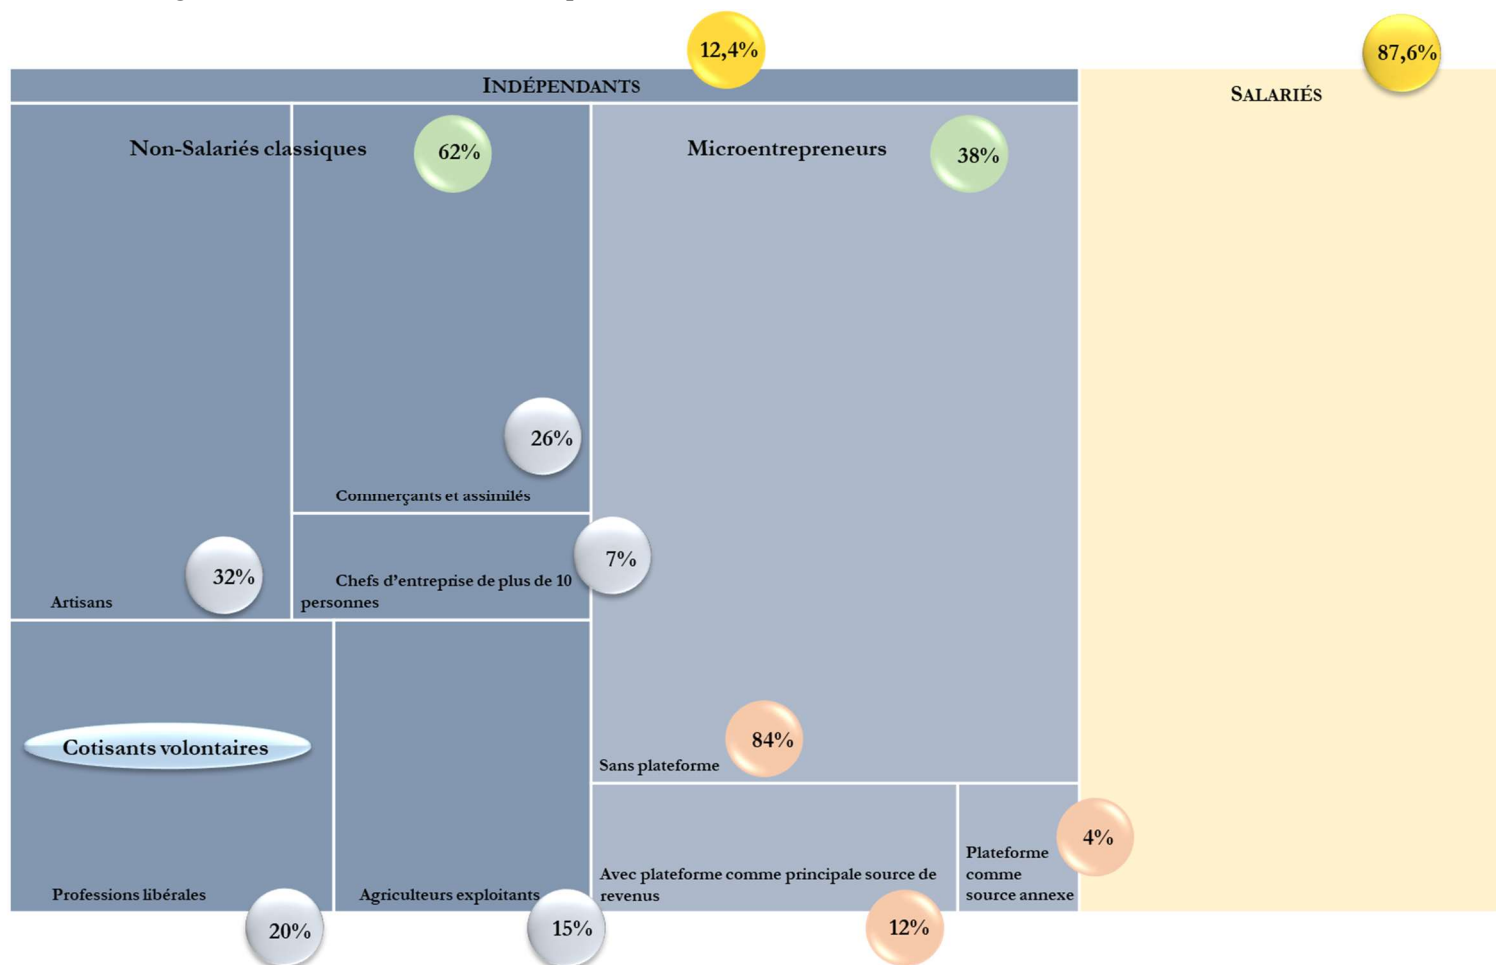 12,4%
87,6%
INDÉPENDANTS
SALARIÉS
Non-Salariés classiques
62%
Microentrepreneurs
38%
26%
Commerçants et assimilés
7%
Chefs d’entreprise de plus de 10
personnes
32%
Artisans
84%
Sans plateforme
Cotisants volontaires
4%
Plateforme
comme
source annexe
Avec plateforme comme principale source de
revenus
Professions libérales
Agriculteurs exploitants
20%
15%
12%